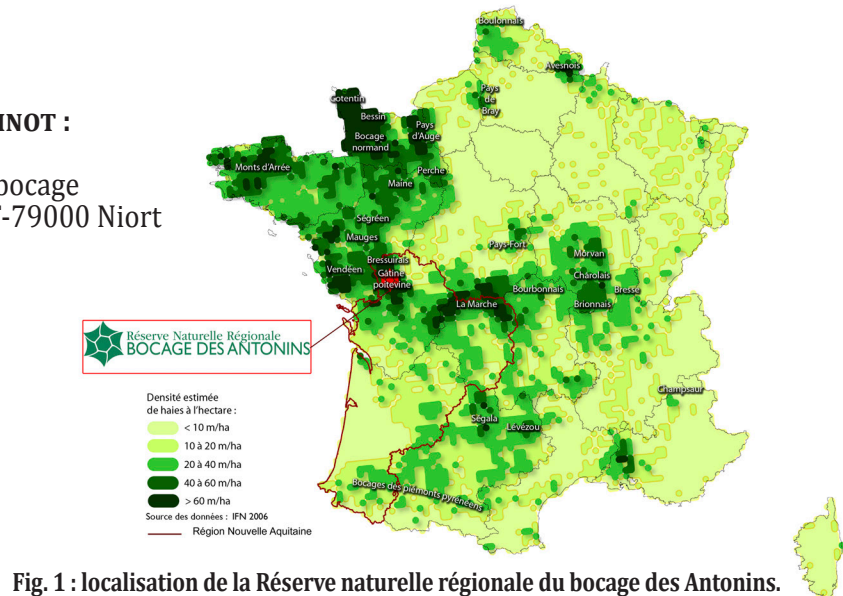 INOT :
bocage
-79000 Niort
Boulonnais
Avesnois
Pays
de
Bray
Cotentin
Bessin
Bocage
normand
Pays
d'Auge
Monts d'Arrée
Perche
Maine
Ségréen
Mauges
Bressuirais
Vendéen
Gâtine
poitevine
Pays-Fort
Morvan
Charolais
Bourbonnais
Bresse
La Marche
Brionnais
Réserve Naturelle Régionale
BOCAGE DES ANTONINS
Champsaur
Ségala
Lévézou
Bocages des piémonts pyrénéens
Densité estimée
de haies à l'hectare :
< 10 m/ha
10 à 20 m/ha
20 à 40 m/ha
40 à 60 m/ha
> 60 m/ha
Source des données : IFN 2006
Région Nouvelle Aquitaine
Fig. 1 : localisation de la Réserve naturelle régionale du bocage des Antonins.